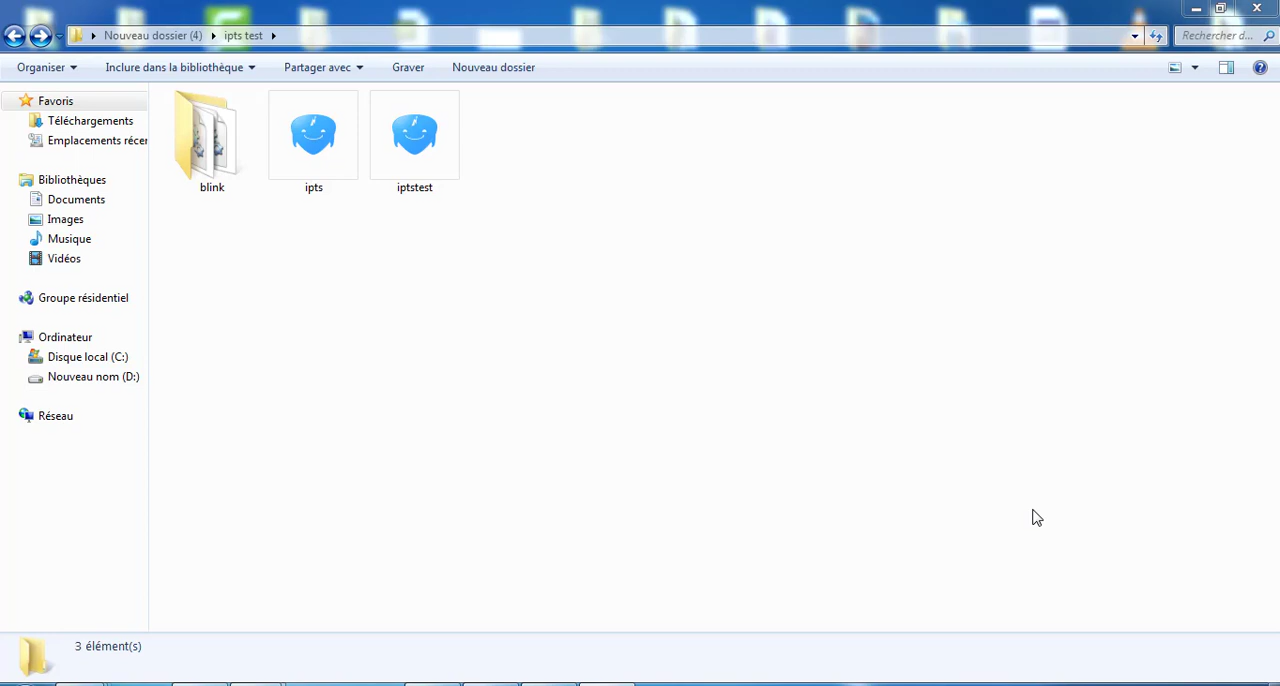 Nouveau dossier (4) ipts test Rechercher d...
Organiser Inclure dans la bibliothèque Partager avec Graver Nouveau dossier
Favoris
Téléchargements
Emplacements récer
Bibliothèques
Documents
Images
Musique
Vidéos
Groupe résidentiel
Ordinateur
Disque local (C:)
Nouveau nom (D:)
Réseau
blink ipts iptstest
3 élément(s)